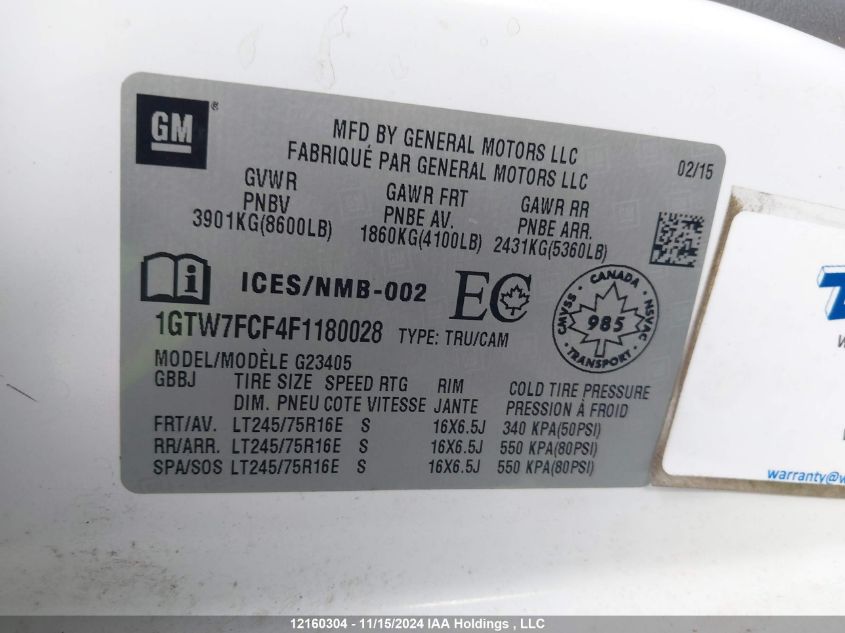 GM®
MFD BY GENERAL MOTORS LLC
FABRIQUÉ PAR GENERAL MOTORS LLC
02/15
GVWR
PNBV
3901KG(8600LB)
GAWR FRT
PNBE AV.
1860KG(4100LB)
GAWR RR
PNBE ARR.
2431KG(5360LB)
ICES/NMB-002
EC
CANADA
CMVSS
985
NSVAC
TRANSPORT
1GTW7FCF4F1180028 TYPE: TRU/CAM
MODEL/MODÈLE G23405
GBBJ TIRE SIZE SPEED RTG RIM COLD TIRE PRESSURE
DIM. PNEU COTE VITESSE JANTE PRESSION À FROID
FRT/AV. LT245/75R16E S 16X6.5J 340 KPA(50PSI)
RR/ARR. LT245/75R16E S 16X6.5J 550 KPA(80PSI)
SPA/SOS LT245/75R16E S 16X6.5J 550 KPA(80PSI)
warranty@w
12160304 - 11/15/2024 IAA Holdings , LLC